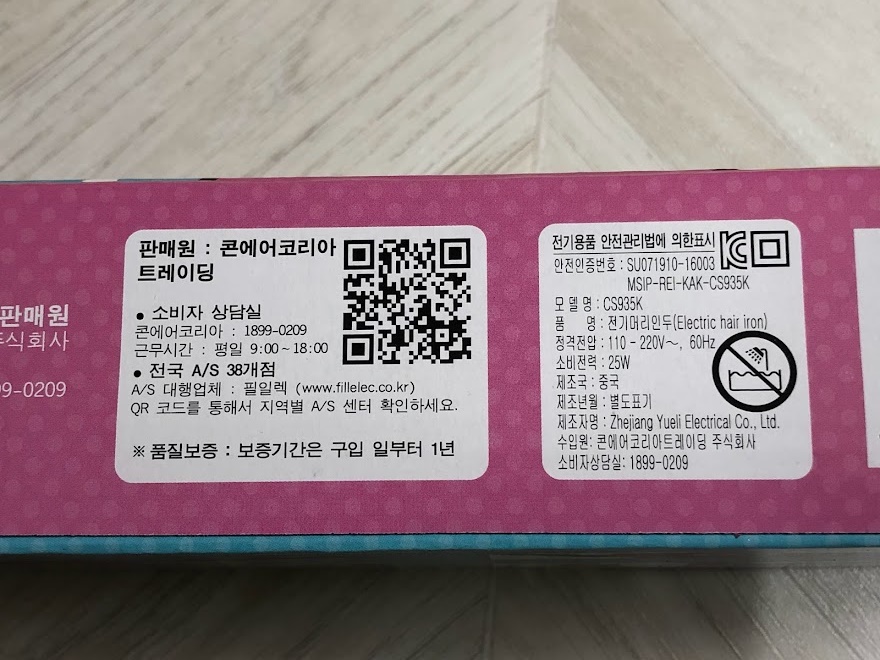 판매원
주식회사
99-0209
판매원 : 콘에어코리아
트레이딩
● 소비자 상담실
콘에어코리아 : 1899-0209
근무시간 : 평일 9:00~18:00
● 전국 A/S 38개점
A/S 대행업체 : 필일렉 (www.fillelec.co.kr)
QR 코드를 통해서 지역별 A/S 센터 확인하세요.
※ 품질보증 : 보증기간은 구입 일부터 1년
전기용품 안전관리법에 의한표시
안전인증번호 : SU071910-16003
MSIP-REI-KAK-CS935K
모 델 명 : CS935K
품 명 : 전기머리인두(Electric hair iron)
정격전압 : 110 - 220V~, 60Hz
소비전력 : 25W
제조국 : 중국
제조년월 : 별도표기
제조자명 : Zhejiang Yueli Electrical Co., Ltd.
수입원: 콘에어코리아트레이딩 주식회사
소비자상담실: 1899-0209